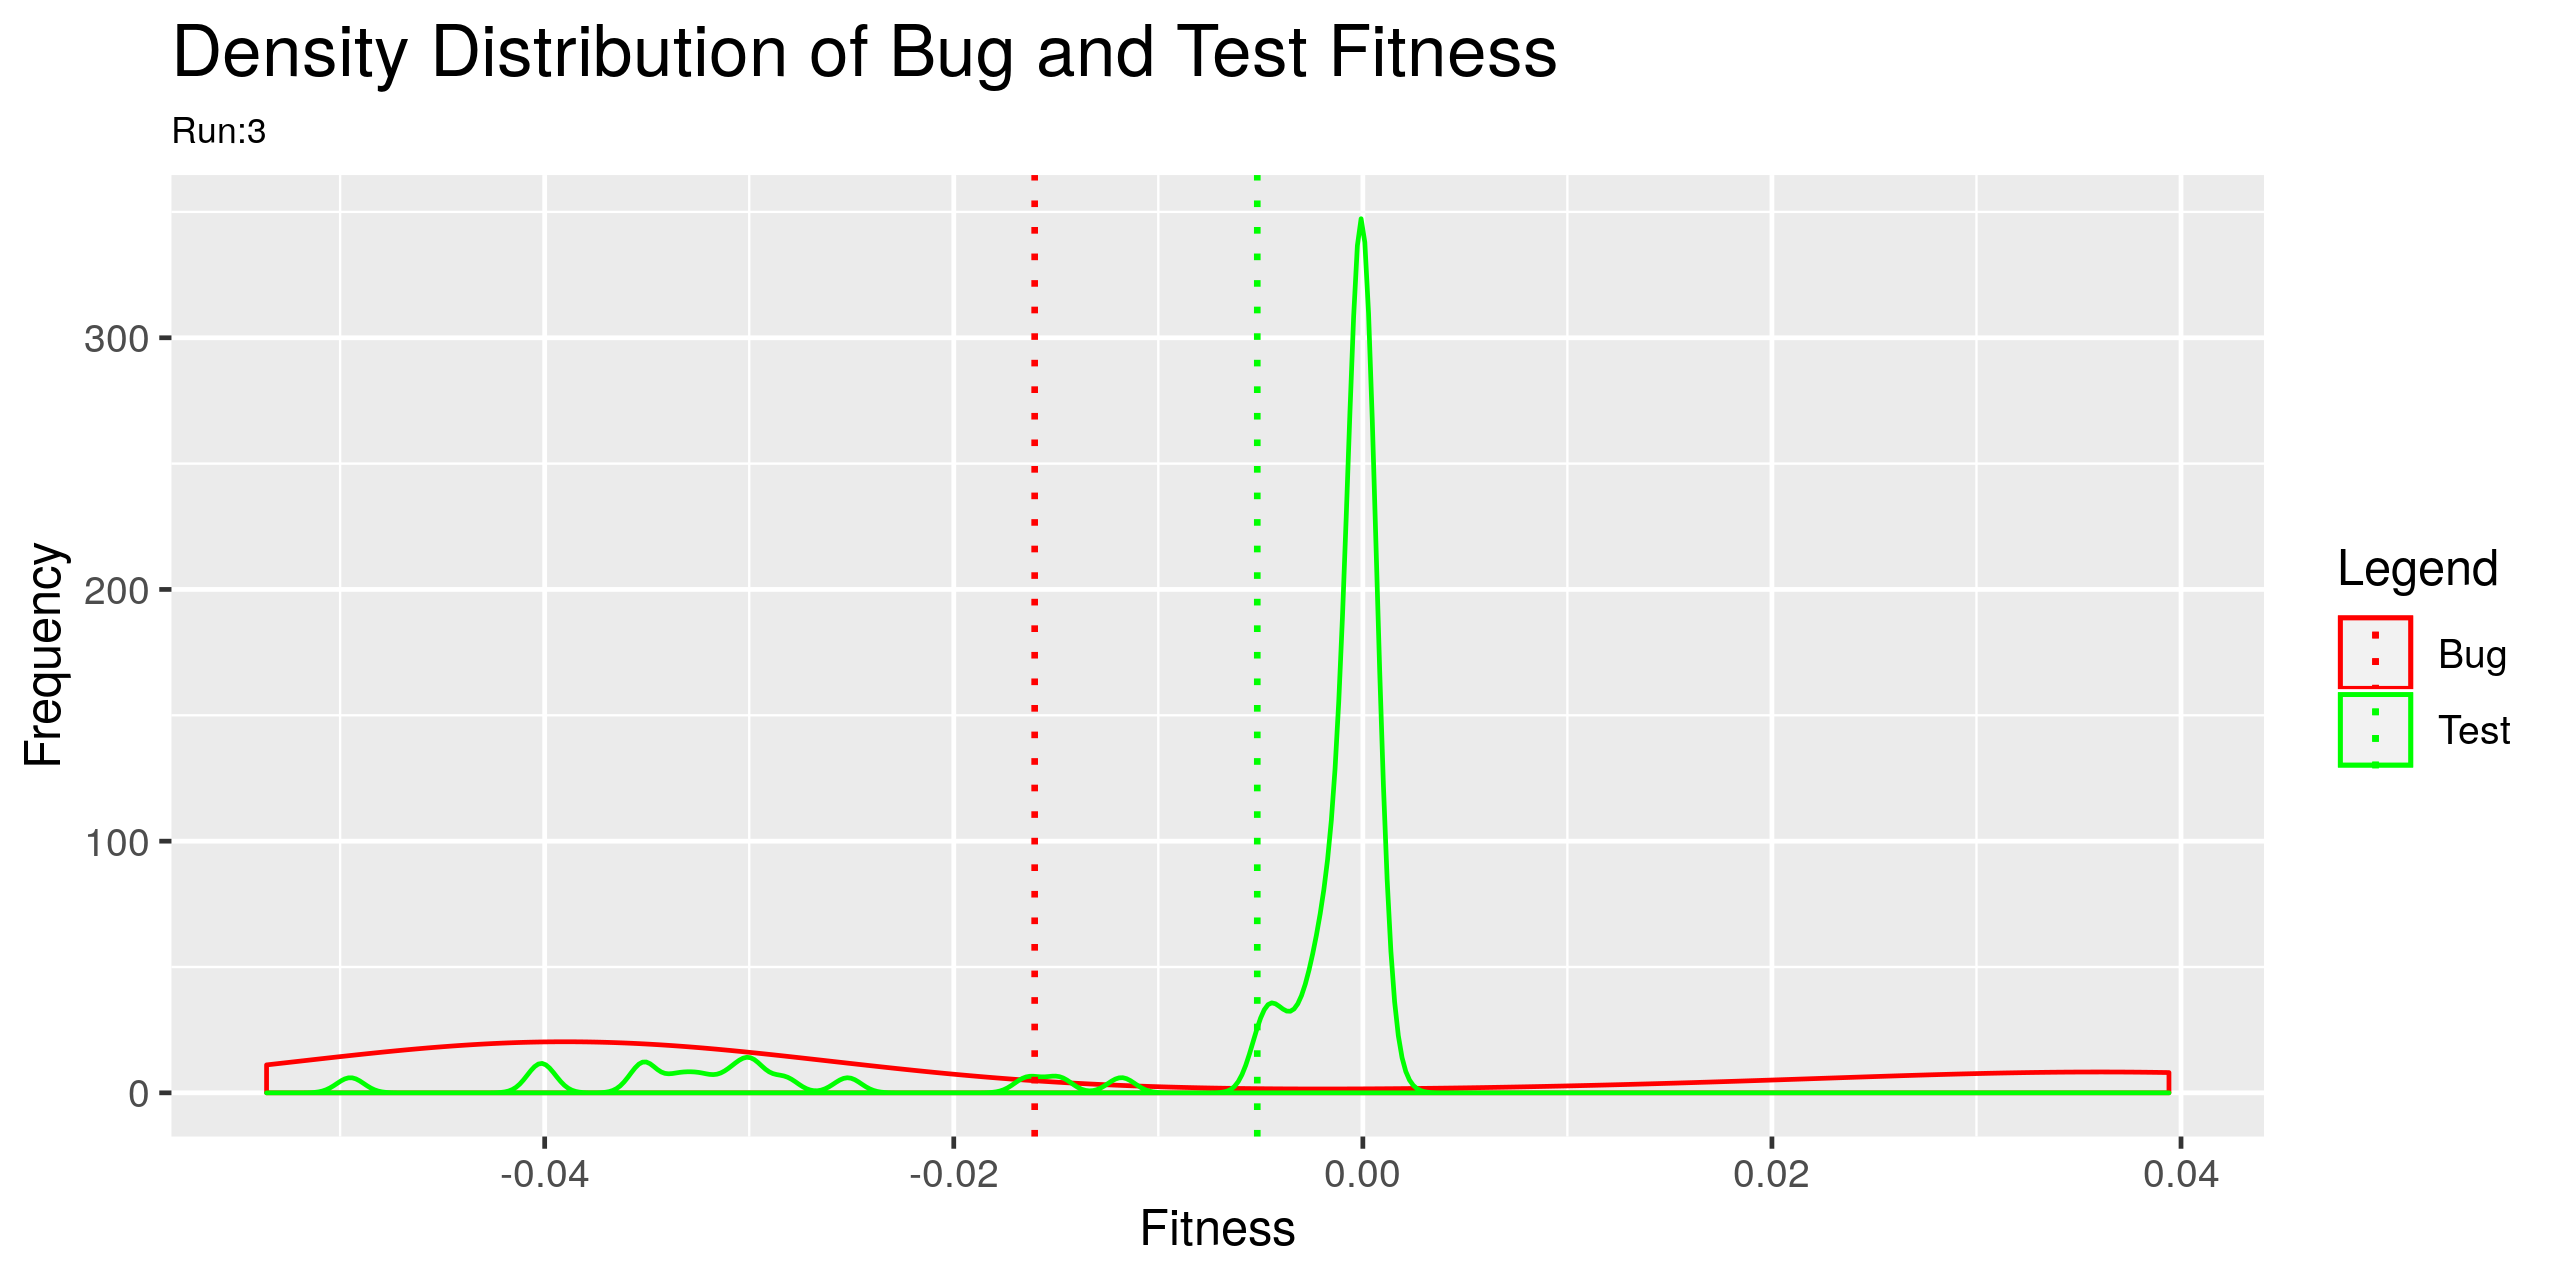 Density Distribution of Bug and Test Fitness
Run:3
Frequency
300
200
100
0
-0.04
-0.02
0.00
0.02
0.04
Fitness
Legend
Bug
Test